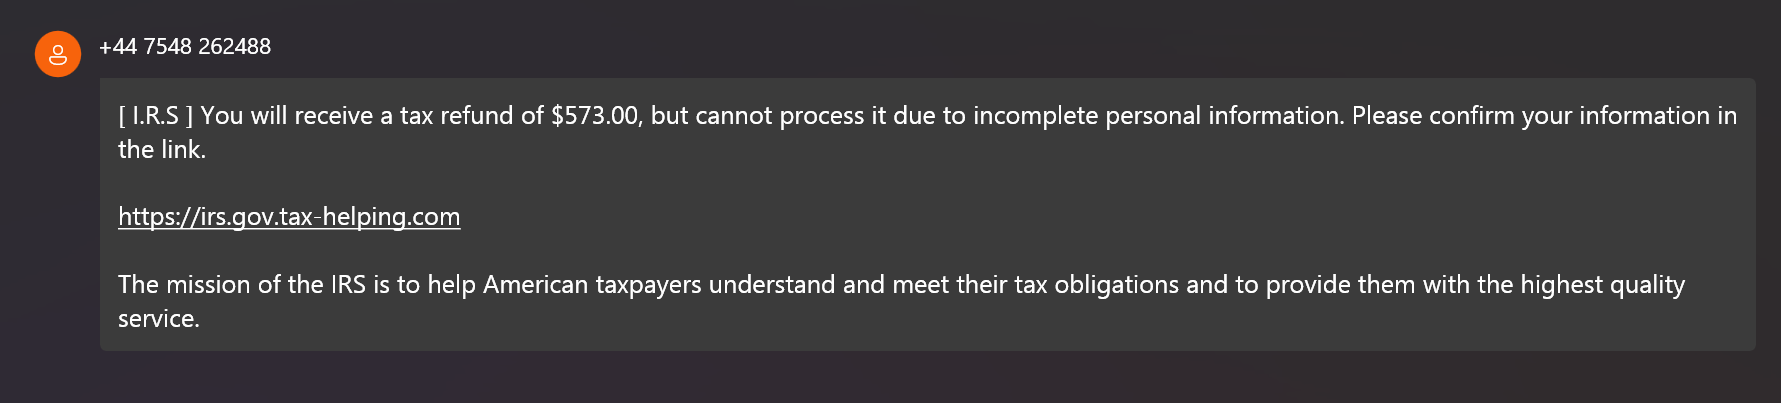 +44 7548 262488
[ I.R.S ] You will receive a tax refund of $573.00, but cannot process it due to incomplete personal information. Please confirm your information in
the link.
https://irs.gov.tax-helping.com
The mission of the IRS is to help American taxpayers understand and meet their tax obligations and to provide them with the highest quality
service.